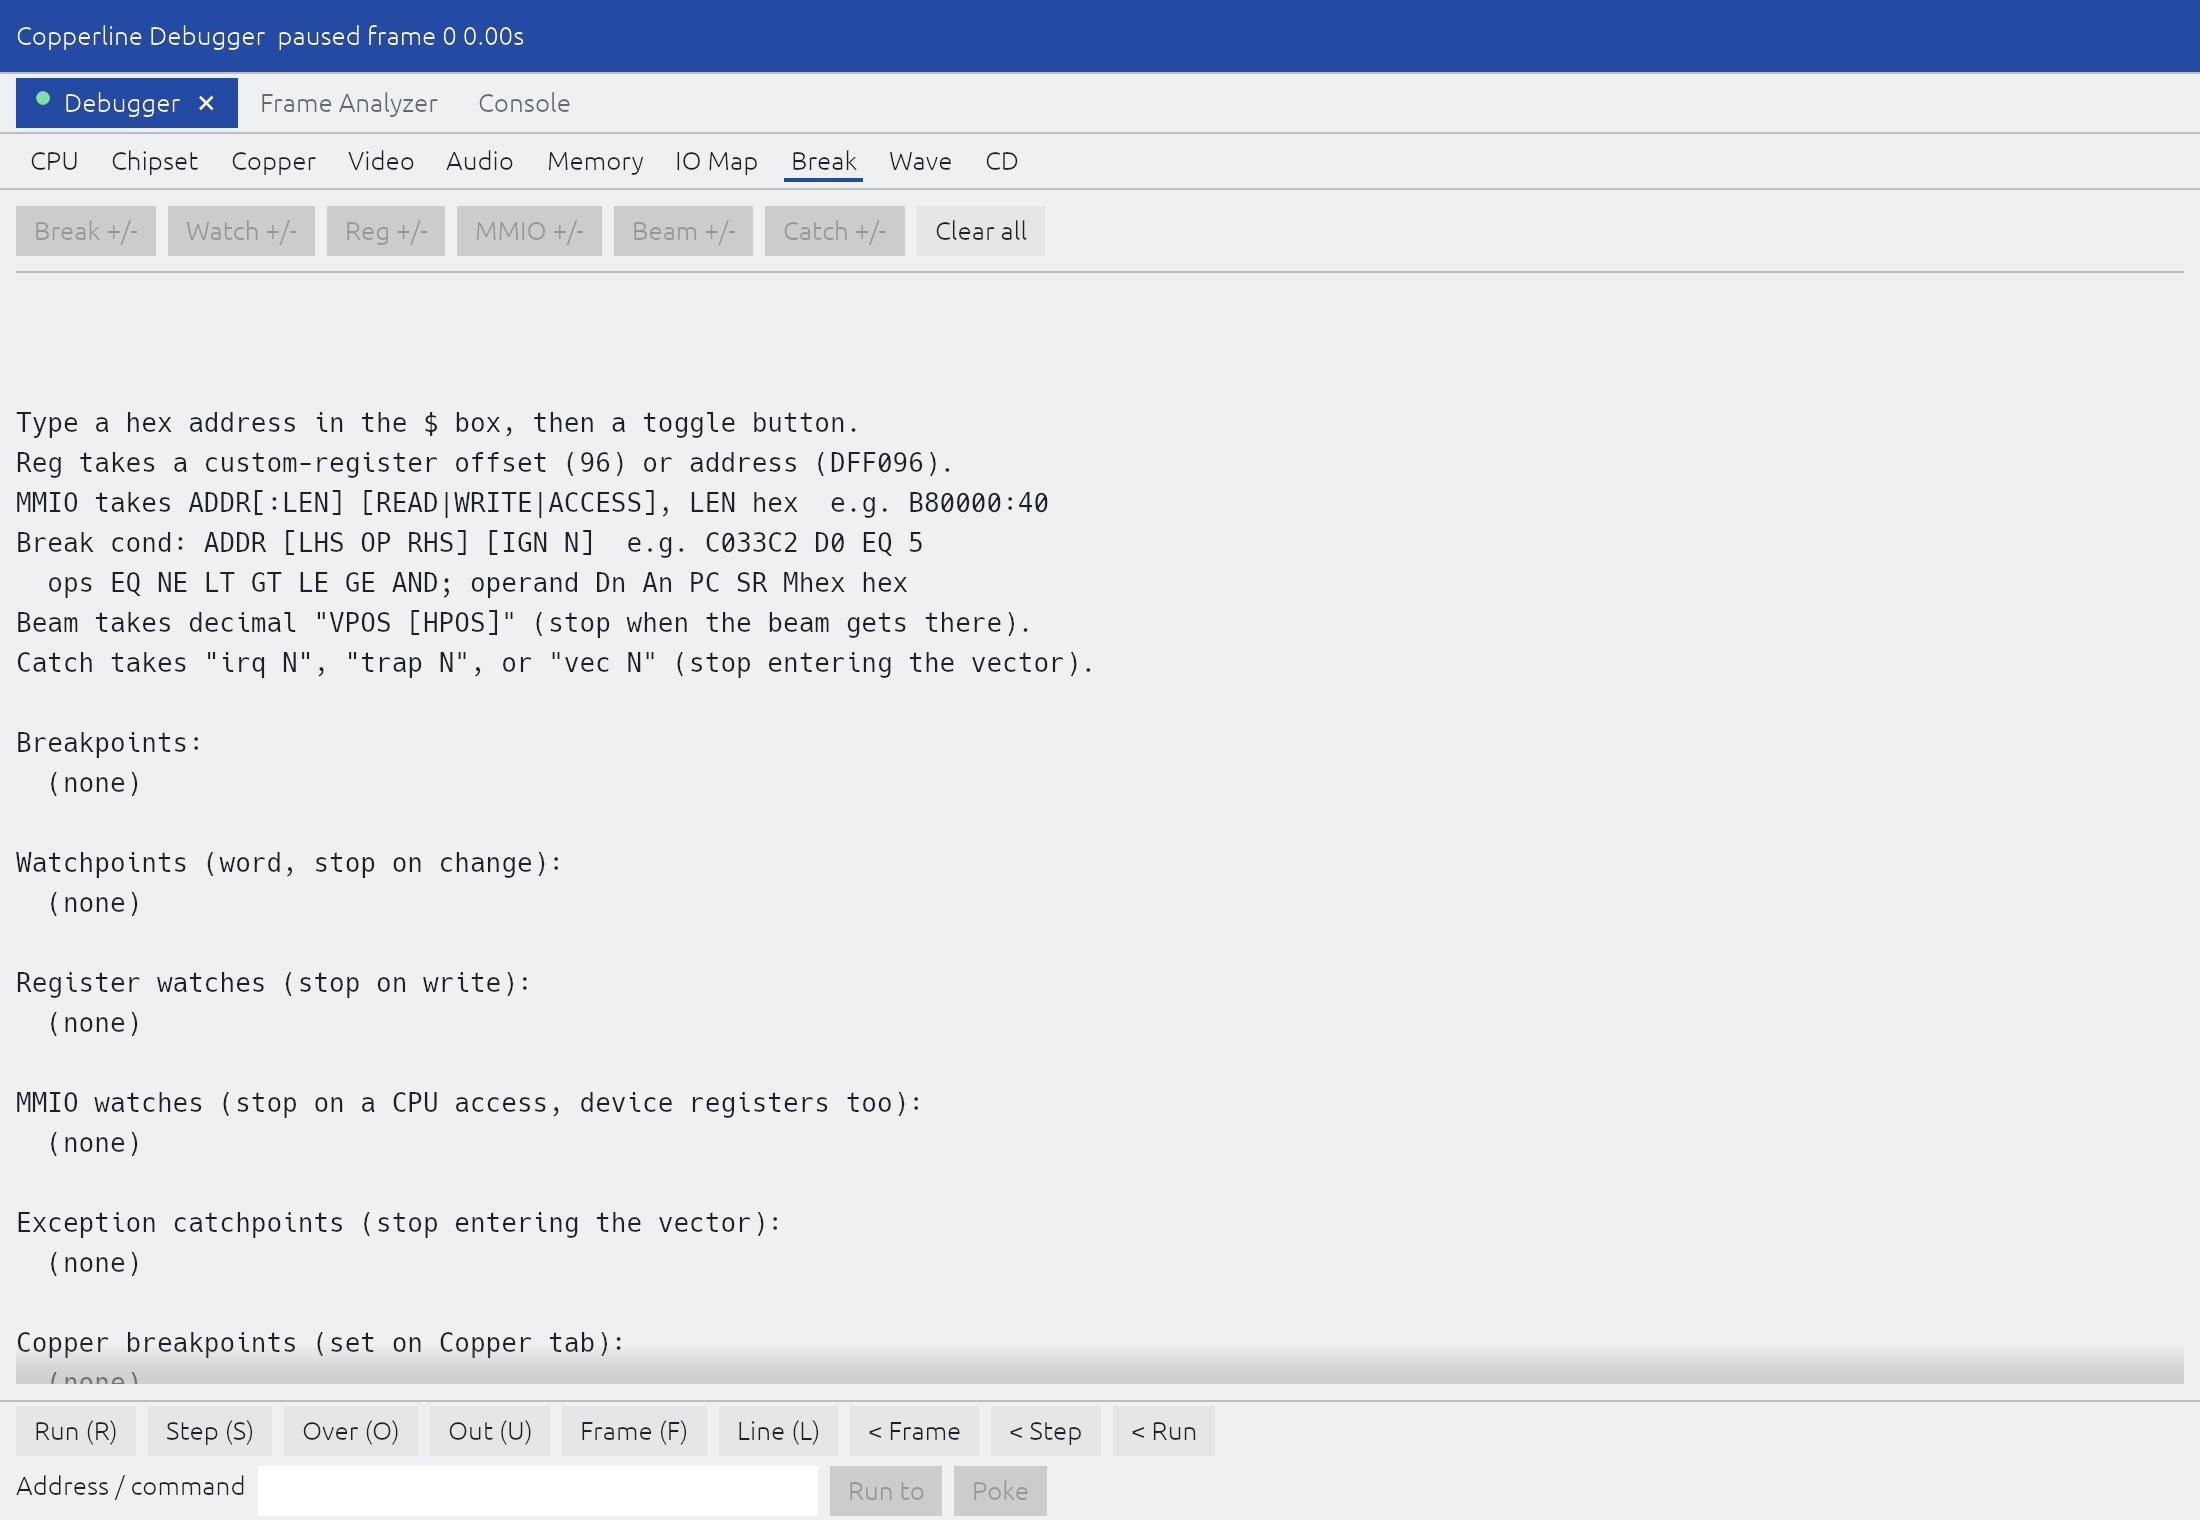 Copperline Debugger  paused frame 0 0.00s
Debugger ✕ Frame Analyzer Console
CPU Chipset Copper Video Audio Memory IO Map Break Wave CD
Break +/- Watch +/- Reg +/- MMIO +/- Beam +/- Catch +/- Clear all
Type a hex address in the $ box, then a toggle button.
Reg takes a custom-register offset (96) or address (DFF096).
MMIO takes ADDR[:LEN] [READ|WRITE|ACCESS], LEN hex  e.g. B80000:40
Break cond: ADDR [LHS OP RHS] [IGN N]  e.g. C033C2 D0 EQ 5
  ops EQ NE LT GT LE GE AND; operand Dn An PC SR Mhex hex
Beam takes decimal "VPOS [HPOS]" (stop when the beam gets there).
Catch takes "irq N", "trap N", or "vec N" (stop entering the vector).
Breakpoints:
  (none)
Watchpoints (word, stop on change):
  (none)
Register watches (stop on write):
  (none)
MMIO watches (stop on a CPU access, device registers too):
  (none)
Exception catchpoints (stop entering the vector):
  (none)
Copper breakpoints (set on Copper tab):
  (none)
Run (R) Step (S) Over (O) Out (U) Frame (F) Line (L) < Frame < Step < Run
Address / command Run to Poke